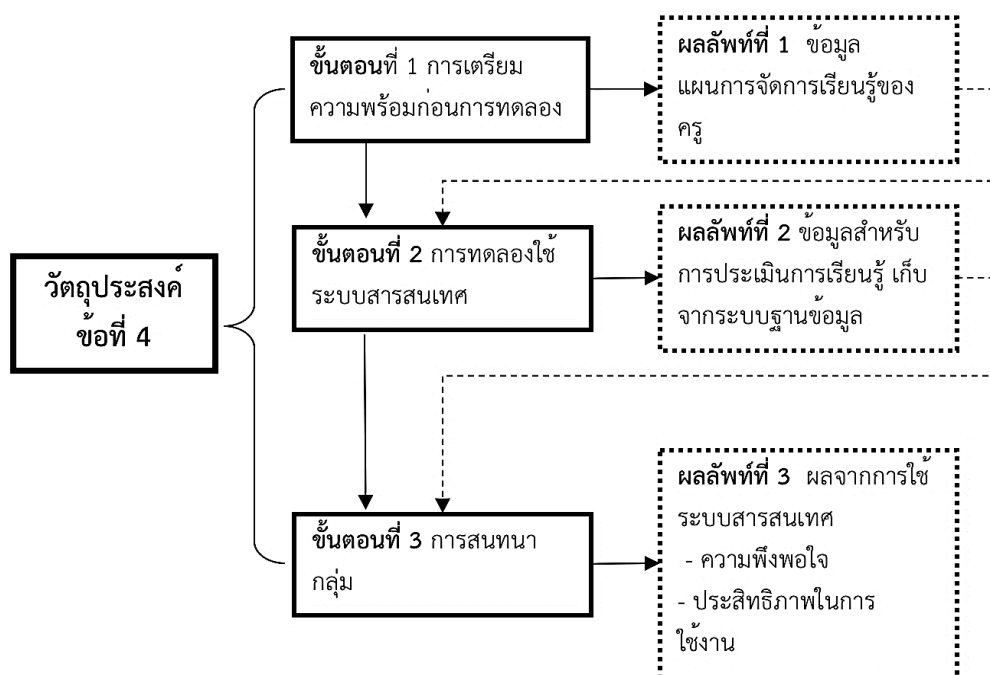 ขั้นตอนที่ 1 การเตรียม
ความพร้อมก่อนการทดลอง
ผลลัพท์ที่ 1 ข้อมูล
แผนการจัดการเรียนรู้ของ
ครู
วัตถุประสงค์
ข้อที่ 4
ขั้นตอนที่ 2 การทดลองใช้
ระบบสารสนเทศ
ผลลัพท์ที่ 2 ข้อมูลสำหรับ
การประเมินการเรียนรู้ เก็บ
จากระบบฐานข้อมูล
ขั้นตอนที่ 3 การสนทนา
กลุ่ม
ผลลัพท์ที่ 3 ผลจากการใช้
ระบบสารสนเทศ
- ความพึงพอใจ
- ประสิทธิภาพในการ
ใช้งาน